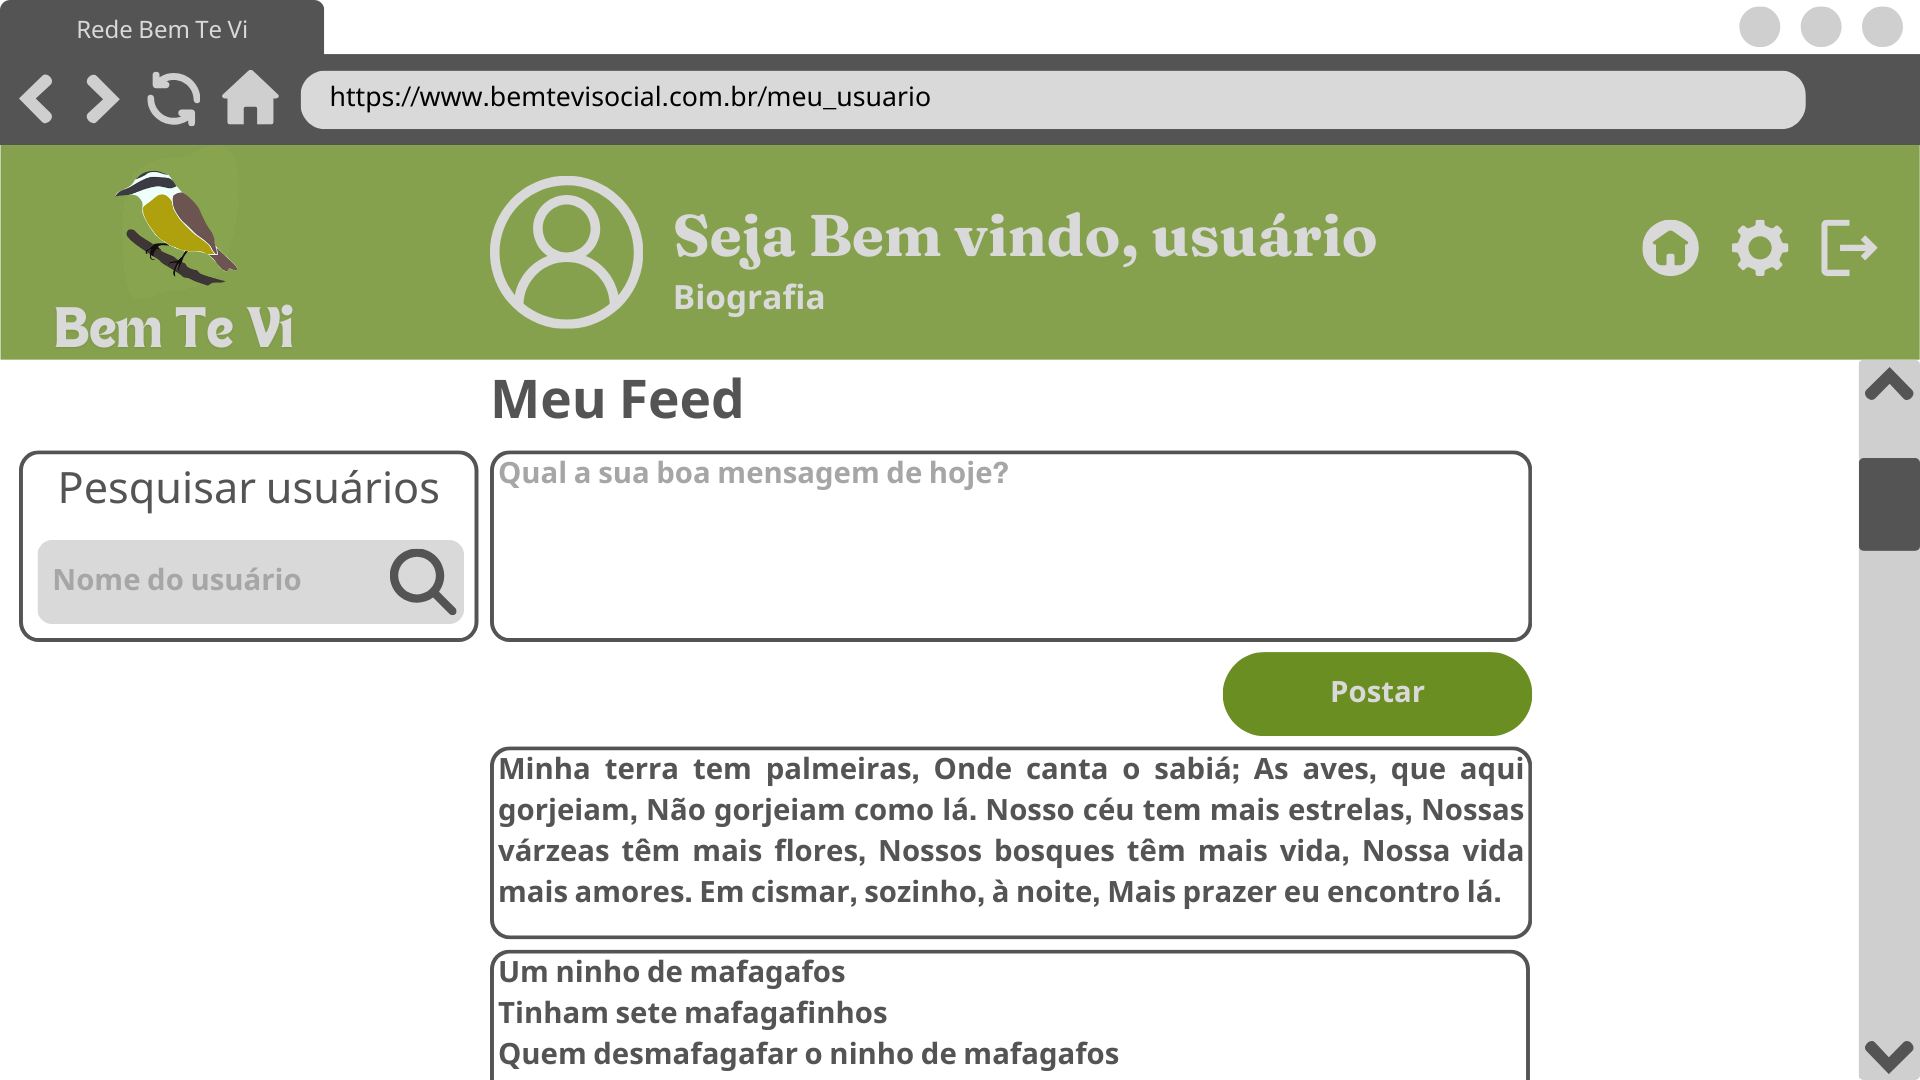 Rede Bem Te Vi
https://www.bemtevisocial.com.br/meu_usuario
Bem Te Vi
Seja Bem vindo, usuário
Biografia
Meu Feed
Pesquisar usuários
Nome do usuário
Qual a sua boa mensagem de hoje?
Postar
Minha terra tem palmeiras, Onde canta o sabiá; As aves, que aqui
gorjeiam, Não gorjeiam como lá. Nosso céu tem mais estrelas, Nossas
várzeas têm mais flores, Nossos bosques têm mais vida, Nossa vida
mais amores. Em cismar, sozinho, à noite, Mais prazer eu encontro lá.
Um ninho de mafagafos
Tinham sete mafagafinhos
Quem desmafagafar o ninho de mafagafos